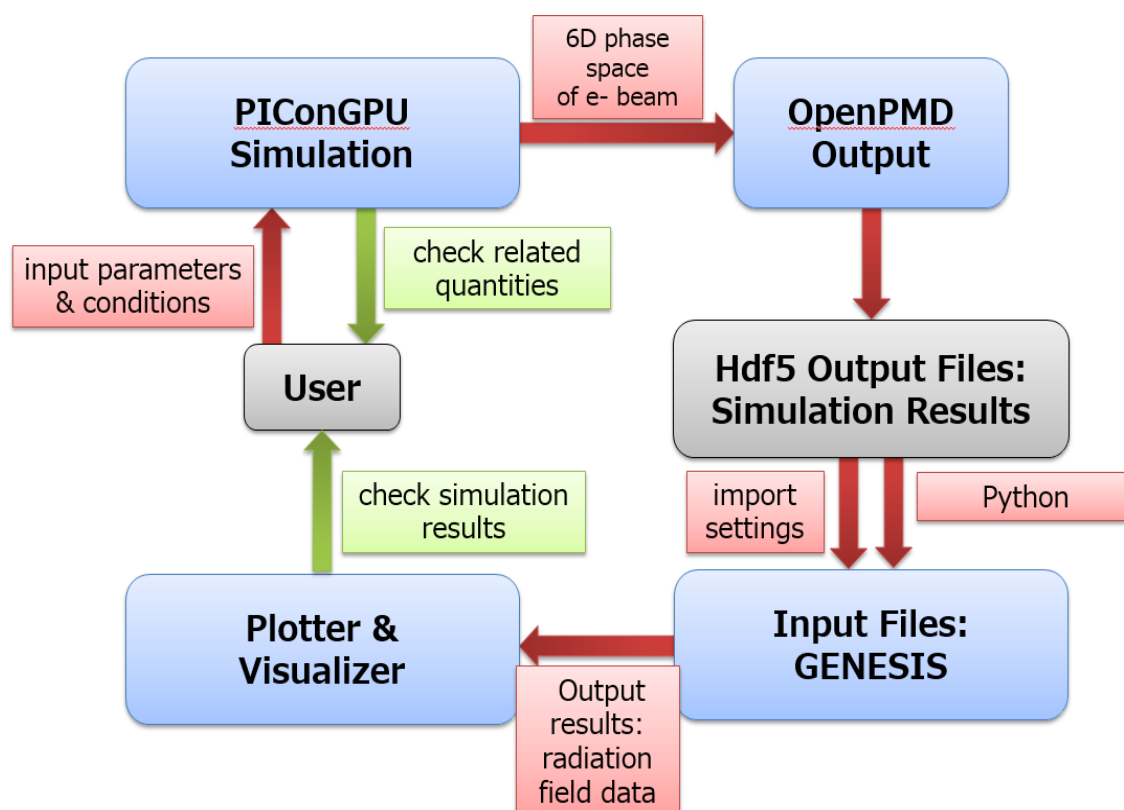 6D phase
space
of e- beam
PIConGPU
Simulation
OpenPMD
Output
input parameters
& conditions
check related
quantities
User
Hdf5 Output Files:
Simulation Results
check simulation
results
import
settings
Python
Plotter &
Visualizer
Input Files:
GENESIS
Output
results:
radiation
field data